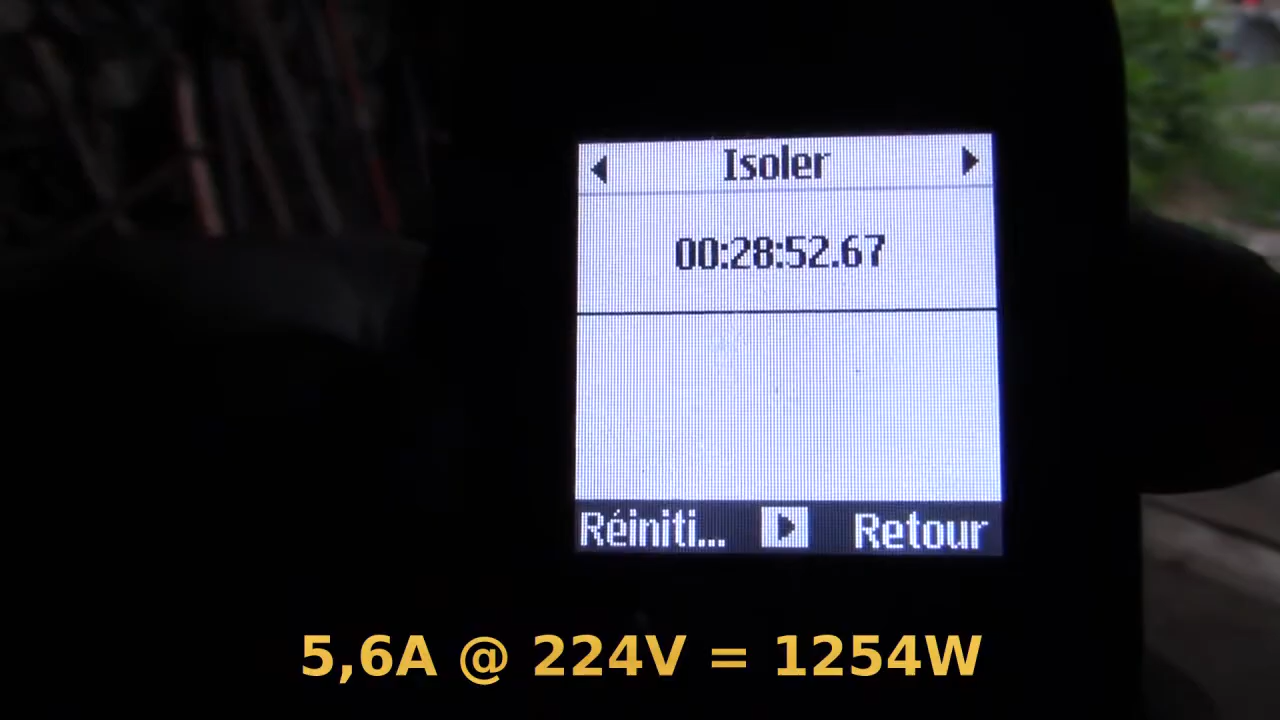 Isoler
00:28:52.67
Réiniti... Retour
5,6A @ 224V = 1254W